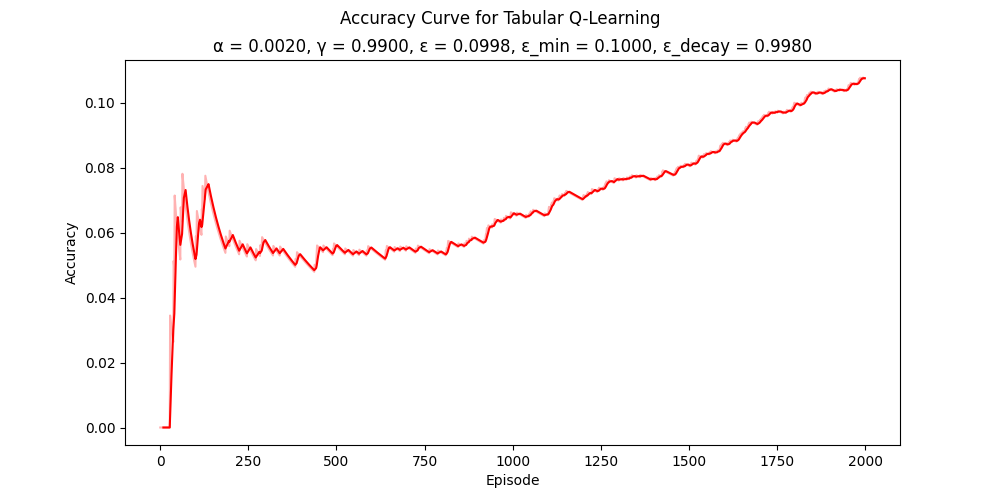 Accuracy Curve for Tabular Q-Learning
α = 0.0020, γ = 0.9900, ε = 0.0998, ε_min = 0.1000, ε_decay = 0.9980
0.10
0.08
0.06
0.04
0.02
0.00
Accuracy
0 250 500 750 1000 1250 1500 1750 2000
Episode